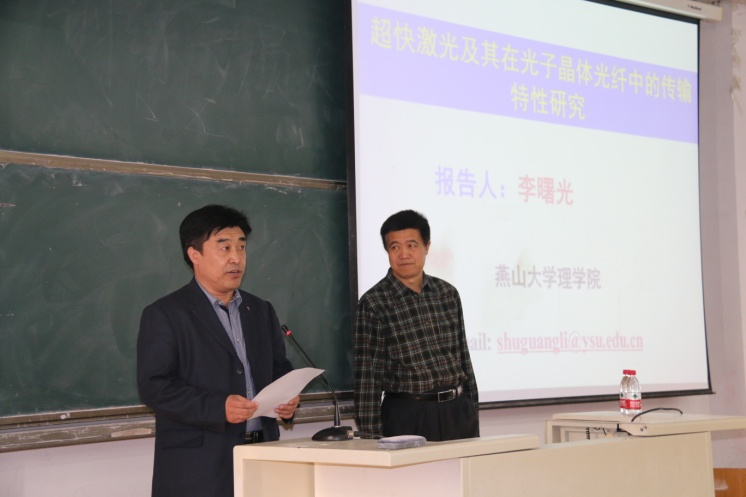 超快激光及其在光子晶体光纤中的传输
特性研究
报告人：李曙光
燕山大学理学院
ail: shuguangli@ysu.edu.cn